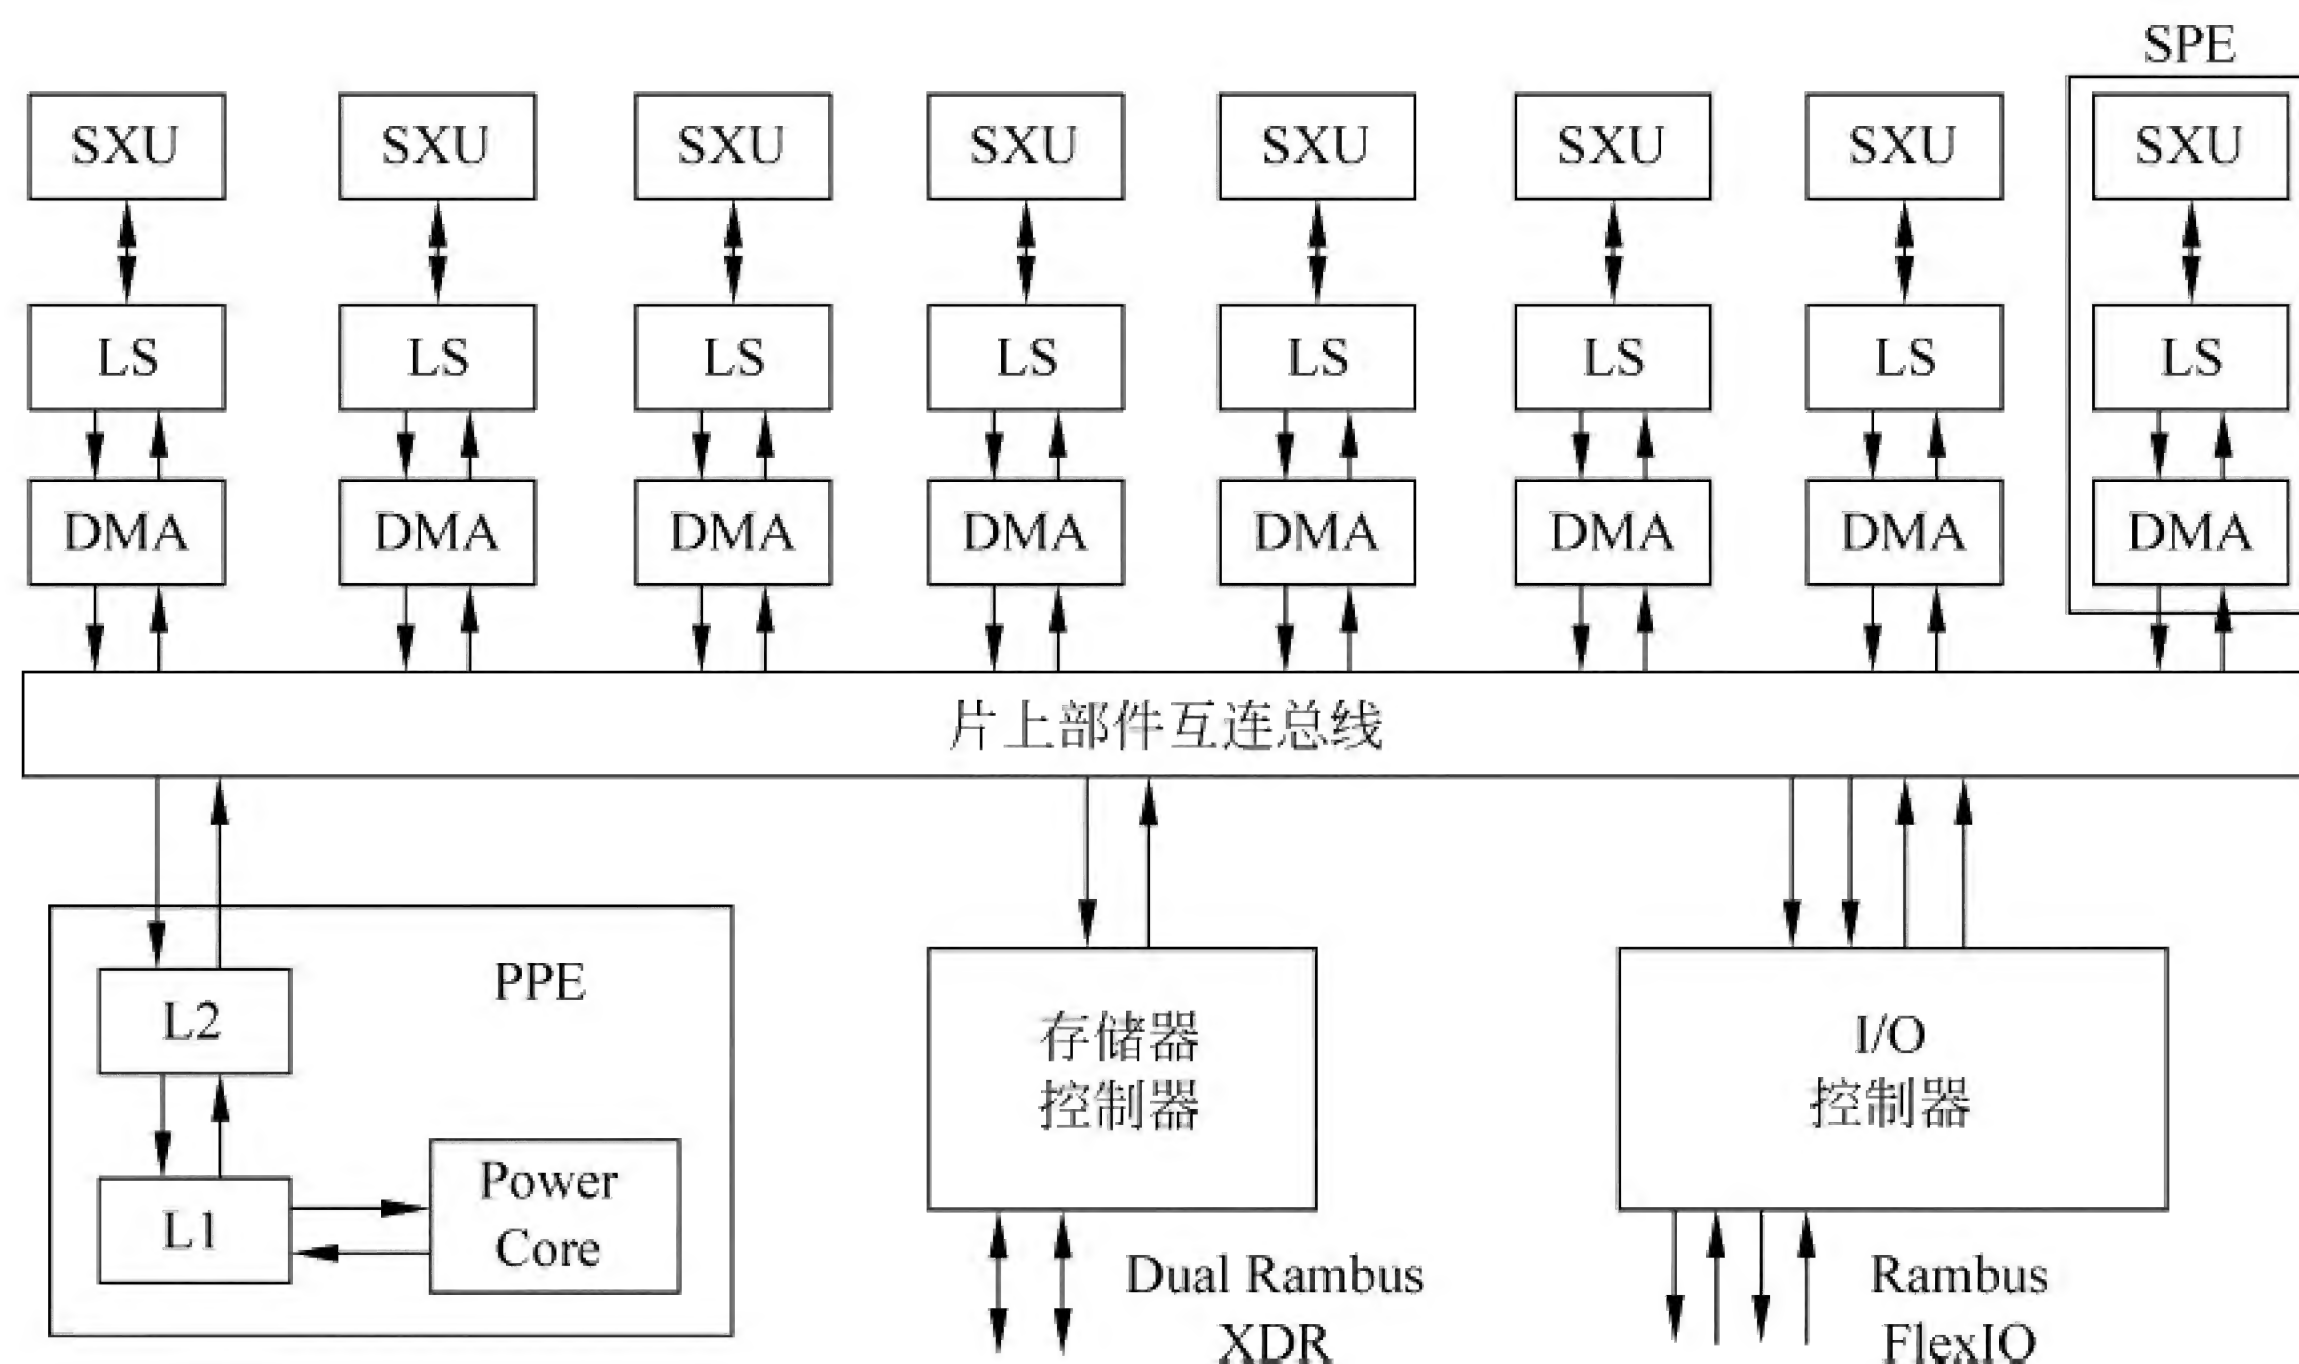 SPE
SXU SXU SXU SXU SXU SXU SXU SXU
LS LS LS LS LS LS LS LS
DMA DMA DMA DMA DMA DMA DMA DMA
片上部件互连总线
PPE
L2
L1
Power
Core
存储器
控制器
Dual Rambus
XDR
I/O
控制器
Rambus
FlexIO